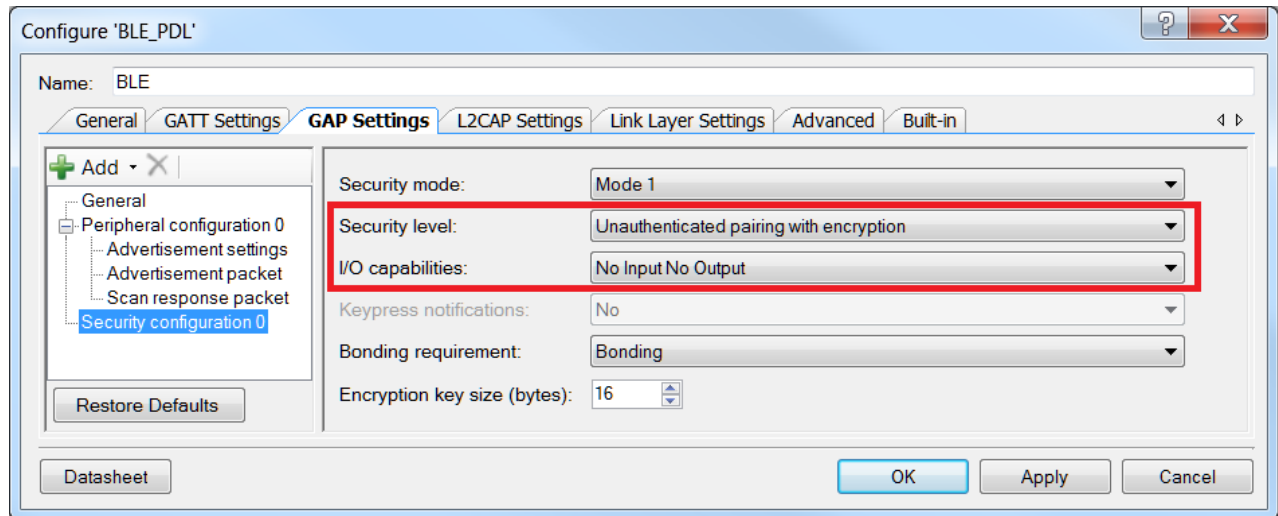 Configure 'BLE_PDL'
Name: BLE
General GATT Settings GAP Settings L2CAP Settings Link Layer Settings Advanced Built-in
Add
General
Peripheral configuration 0
Advertisement settings
Advertisement packet
Scan response packet
Security configuration 0
Restore Defaults
Security mode: Mode 1
Security level: Unauthenticated pairing with encryption
I/O capabilities: No Input No Output
Keypress notifications: No
Bonding requirement: Bonding
Encryption key size (bytes): 16
Datasheet OK Apply Cancel